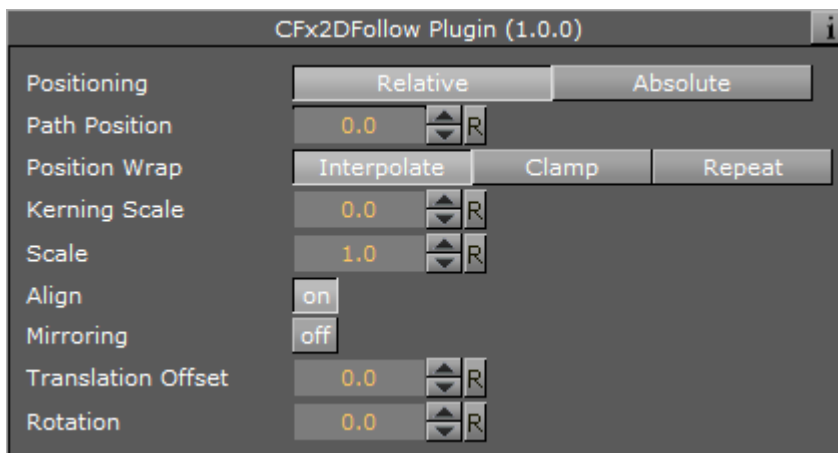 CFx2DFollow Plugin (1.0.0) i
Positioning Relative Absolute
Path Position 0.0 R
Position Wrap Interpolate Clamp Repeat
Kerning Scale 0.0 R
Scale 1.0 R
Align on
Mirroring off
Translation Offset 0.0 R
Rotation 0.0 R